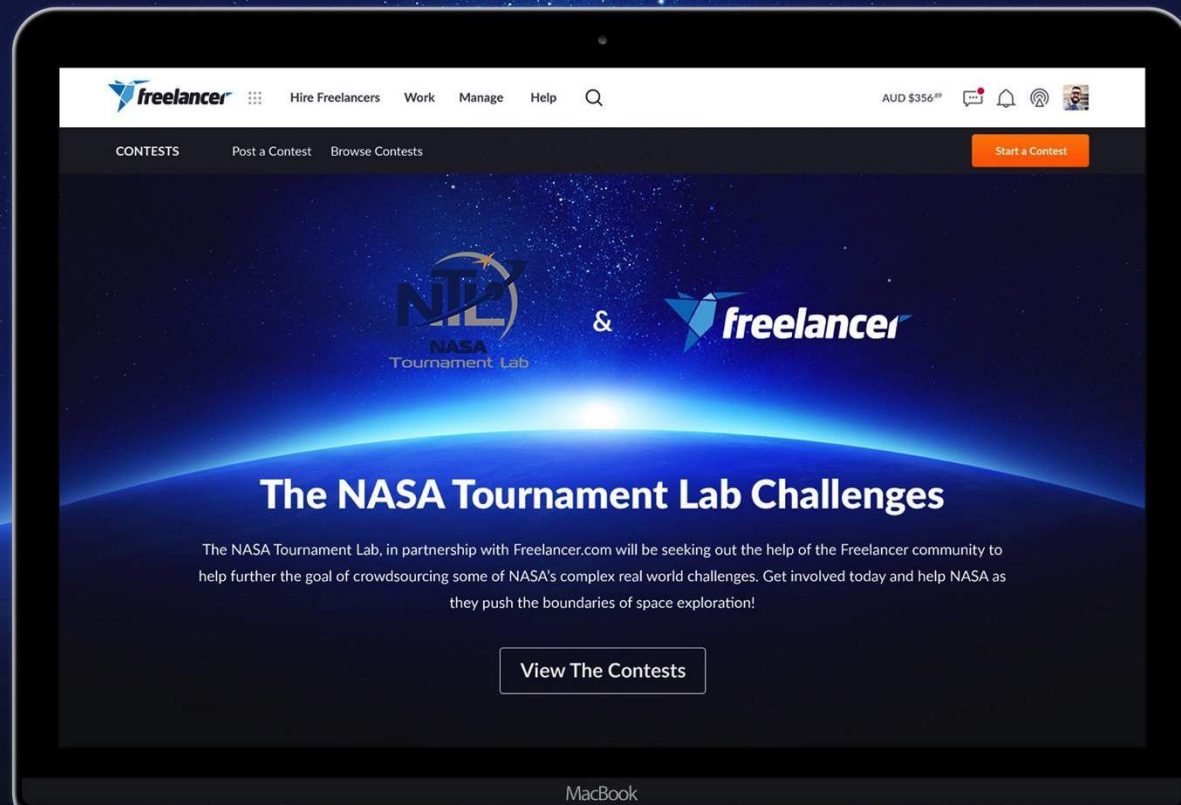 freelancer
Hire Freelancers Work Manage Help
AUD $356.89
CONTESTS Post a Contest Browse Contests
Start a Contest
NTL
NASA
Tournament Lab
&
freelancer
The NASA Tournament Lab Challenges
The NASA Tournament Lab, in partnership with Freelancer.com will be seeking out the help of the Freelancer community to
help further the goal of crowdsourcing some of NASA's complex real world challenges. Get involved today and help NASA as
they push the boundaries of space exploration!
View The Contests
MacBook